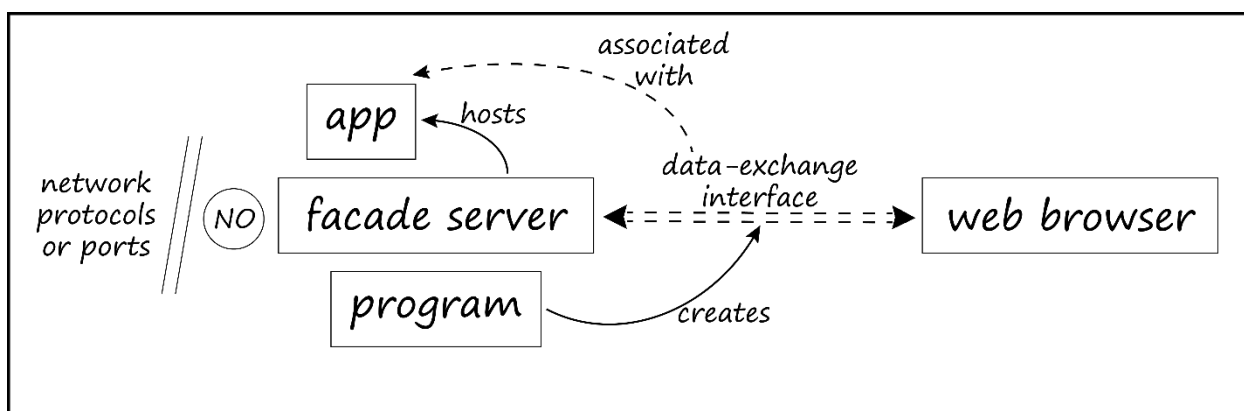 associated
with
app
hosts
network
protocols
or ports
NO
facade server
data-exchange
interface
web browser
program
creates